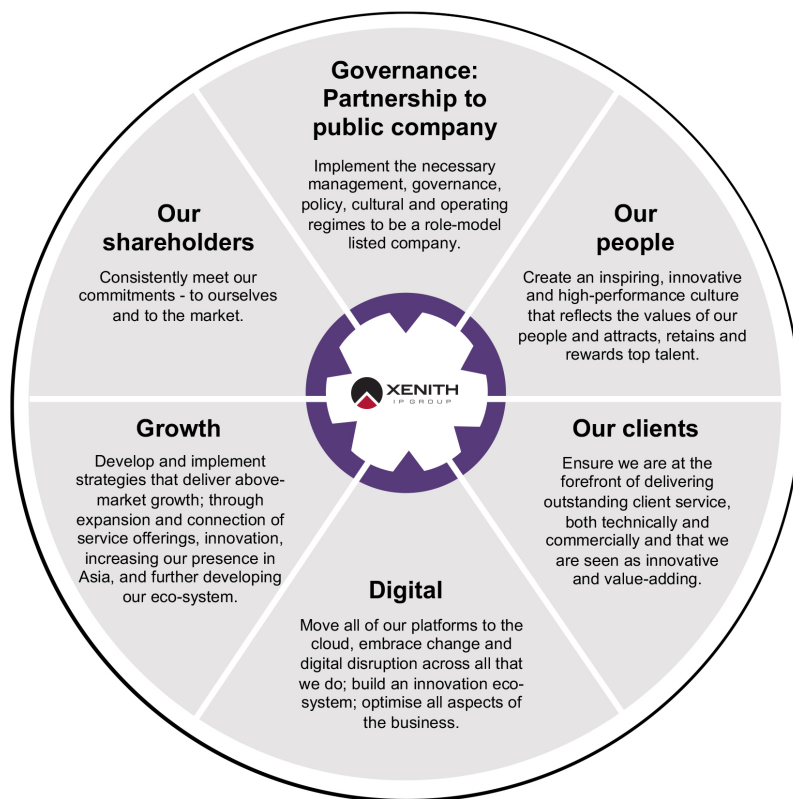 Governance:
Partnership to
public company
Implement the necessary
management, governance,
policy, cultural and operating
regimes to be a role-model
listed company.
Our
people
Create an inspiring, innovative
and high-performance culture
that reflects the values of our
people and attracts, retains and
rewards top talent.
Our clients
Ensure we are at the
forefront of delivering
outstanding client service,
both technically and
commercially and that we
are seen as innovative
and value-adding.
Digital
Move all of our platforms to the
cloud, embrace change and
digital disruption across all that
we do; build an innovation eco-
system; optimise all aspects of
the business.
Growth
Develop and implement
strategies that deliver above-
market growth; through
expansion and connection of
service offerings, innovation,
increasing our presence in
Asia, and further developing
our eco-system.
Our
shareholders
Consistently meet our
commitments - to ourselves
and to the market.
XENITH
IP GROUP